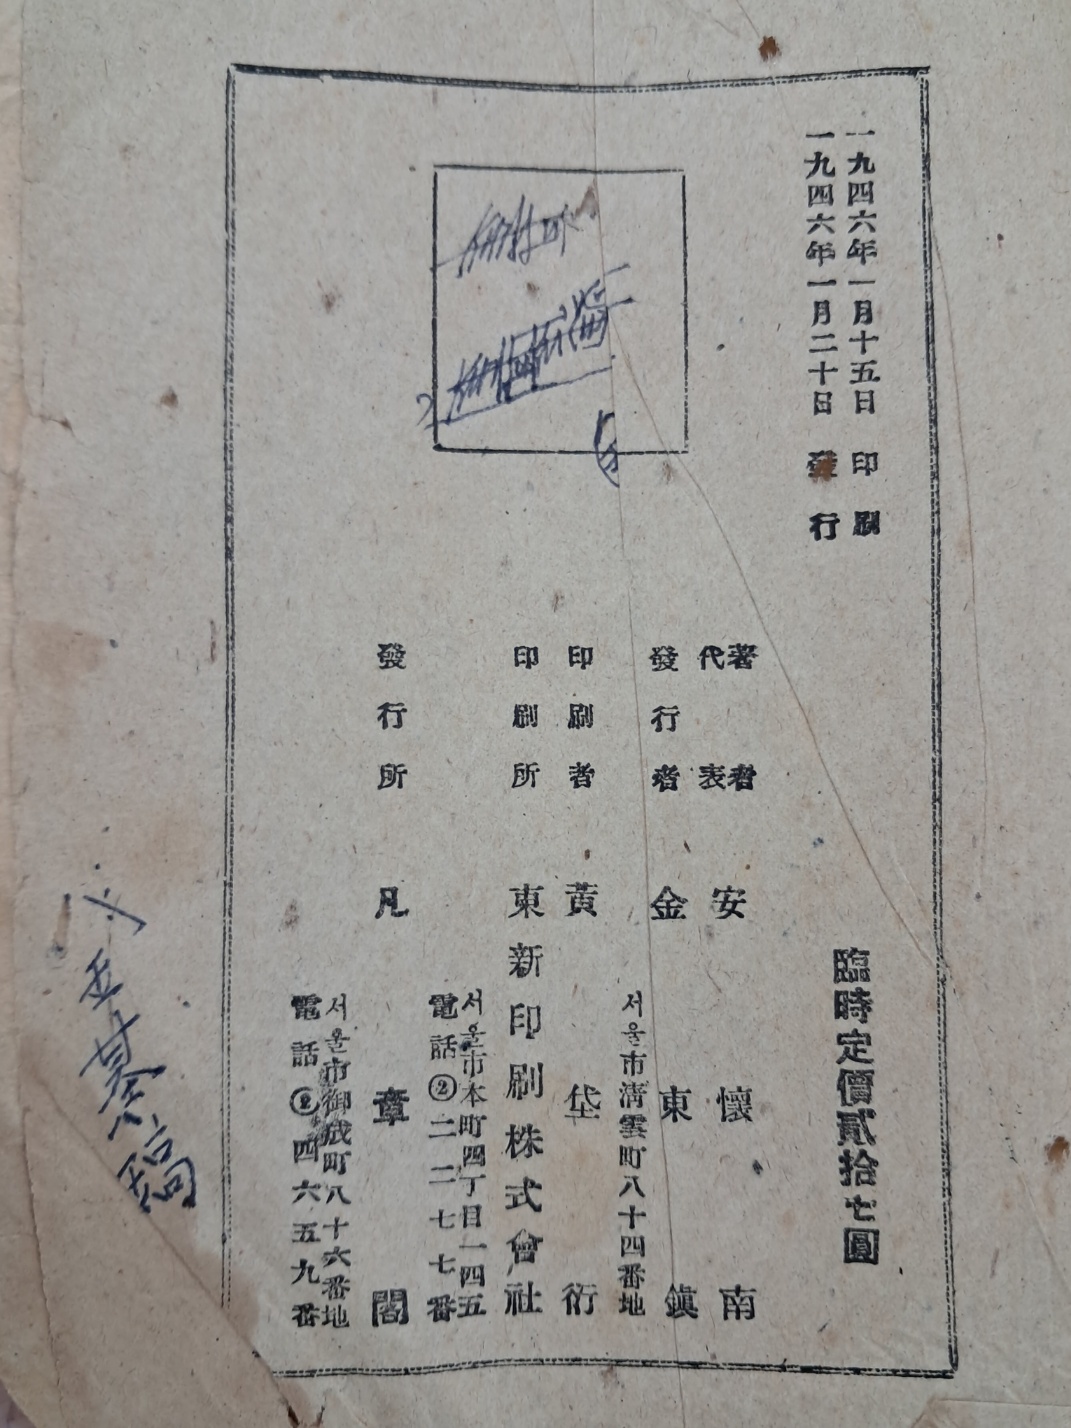 一九四六年一月十五日 印刷
一九四六年一月二十日 發行
臨時定價貳拾七圓
著者 安懷南
代表
發行者 金東鎭
서울市淸雲町八十四番地
印刷者 黃垈衍
印刷所 東新印刷株式會社
서울市本町四丁目一四五
電話②二二七七番
發行所 凡章閣
서울市御成町八十六番地
電話②四六五九番